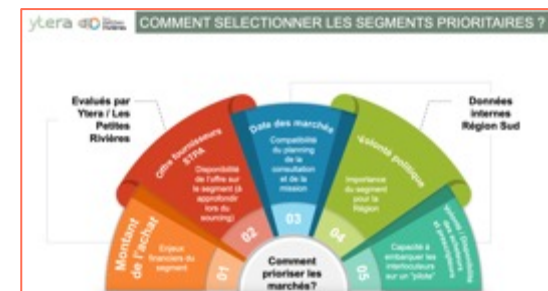 ytera
COMMENT SELECTIONNER LES SEGMENTS PRIORITAIRES ?
Evalués par
Ytera / Les
Petites
Rivières
Données
internes
Région Sud
Montant
de l'achat
Enjeux
financiers du
segment
01
Offre fournisseurs
STPA
Disponibilité
de l'offre sur
le segment (à
approfondir
lors du
sourcing)
02
Date des marchés
Compatibilité
du planning
de la
consultation
et de la
mission
03
Volonté politique
Importance
du segment
pour la
Région
04
Capacité à
embarquer les
interlocuteurs
sur un "pilote"
05
Comment
prioriser les
marchés?